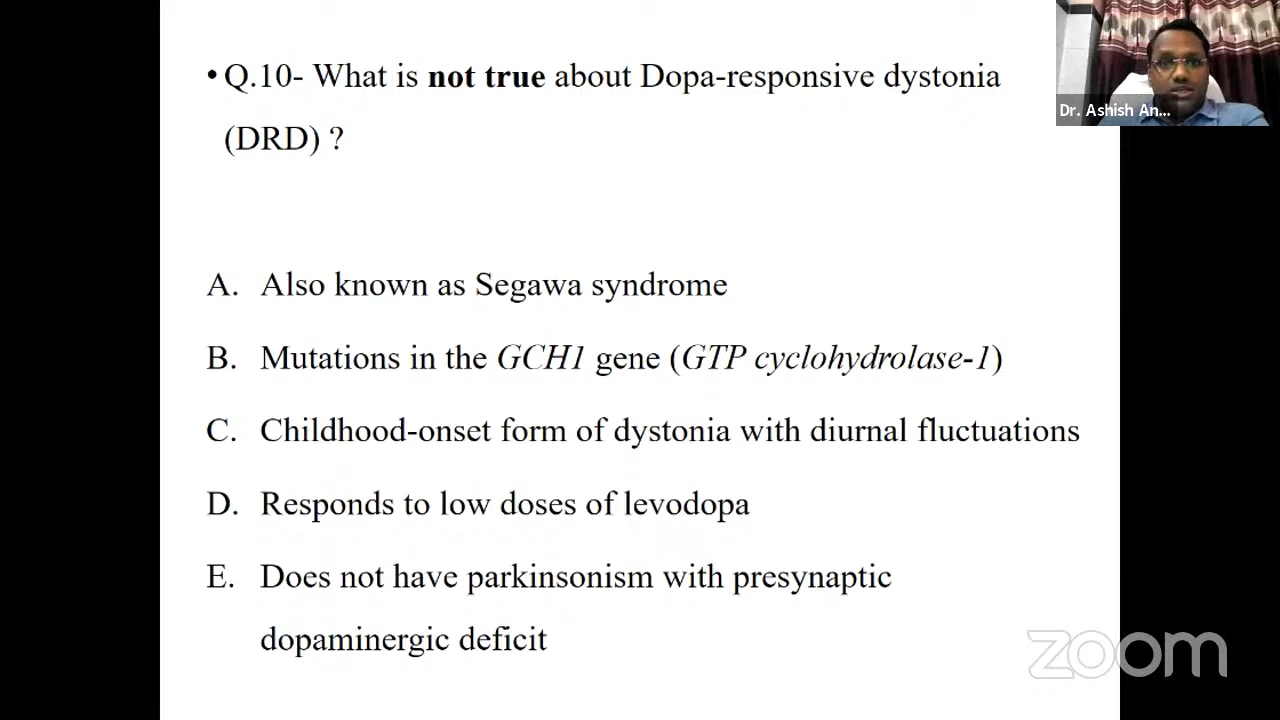 • Q.10- What is not true about Dopa-responsive dystonia
(DRD) ?
Dr. Ashish An...
A. Also known as Segawa syndrome
B. Mutations in the GCH1 gene (GTP cyclohydrolase-1)
C. Childhood-onset form of dystonia with diurnal fluctuations
D. Responds to low doses of levodopa
E. Does not have parkinsonism with presynaptic
dopaminergic deficit
zoom